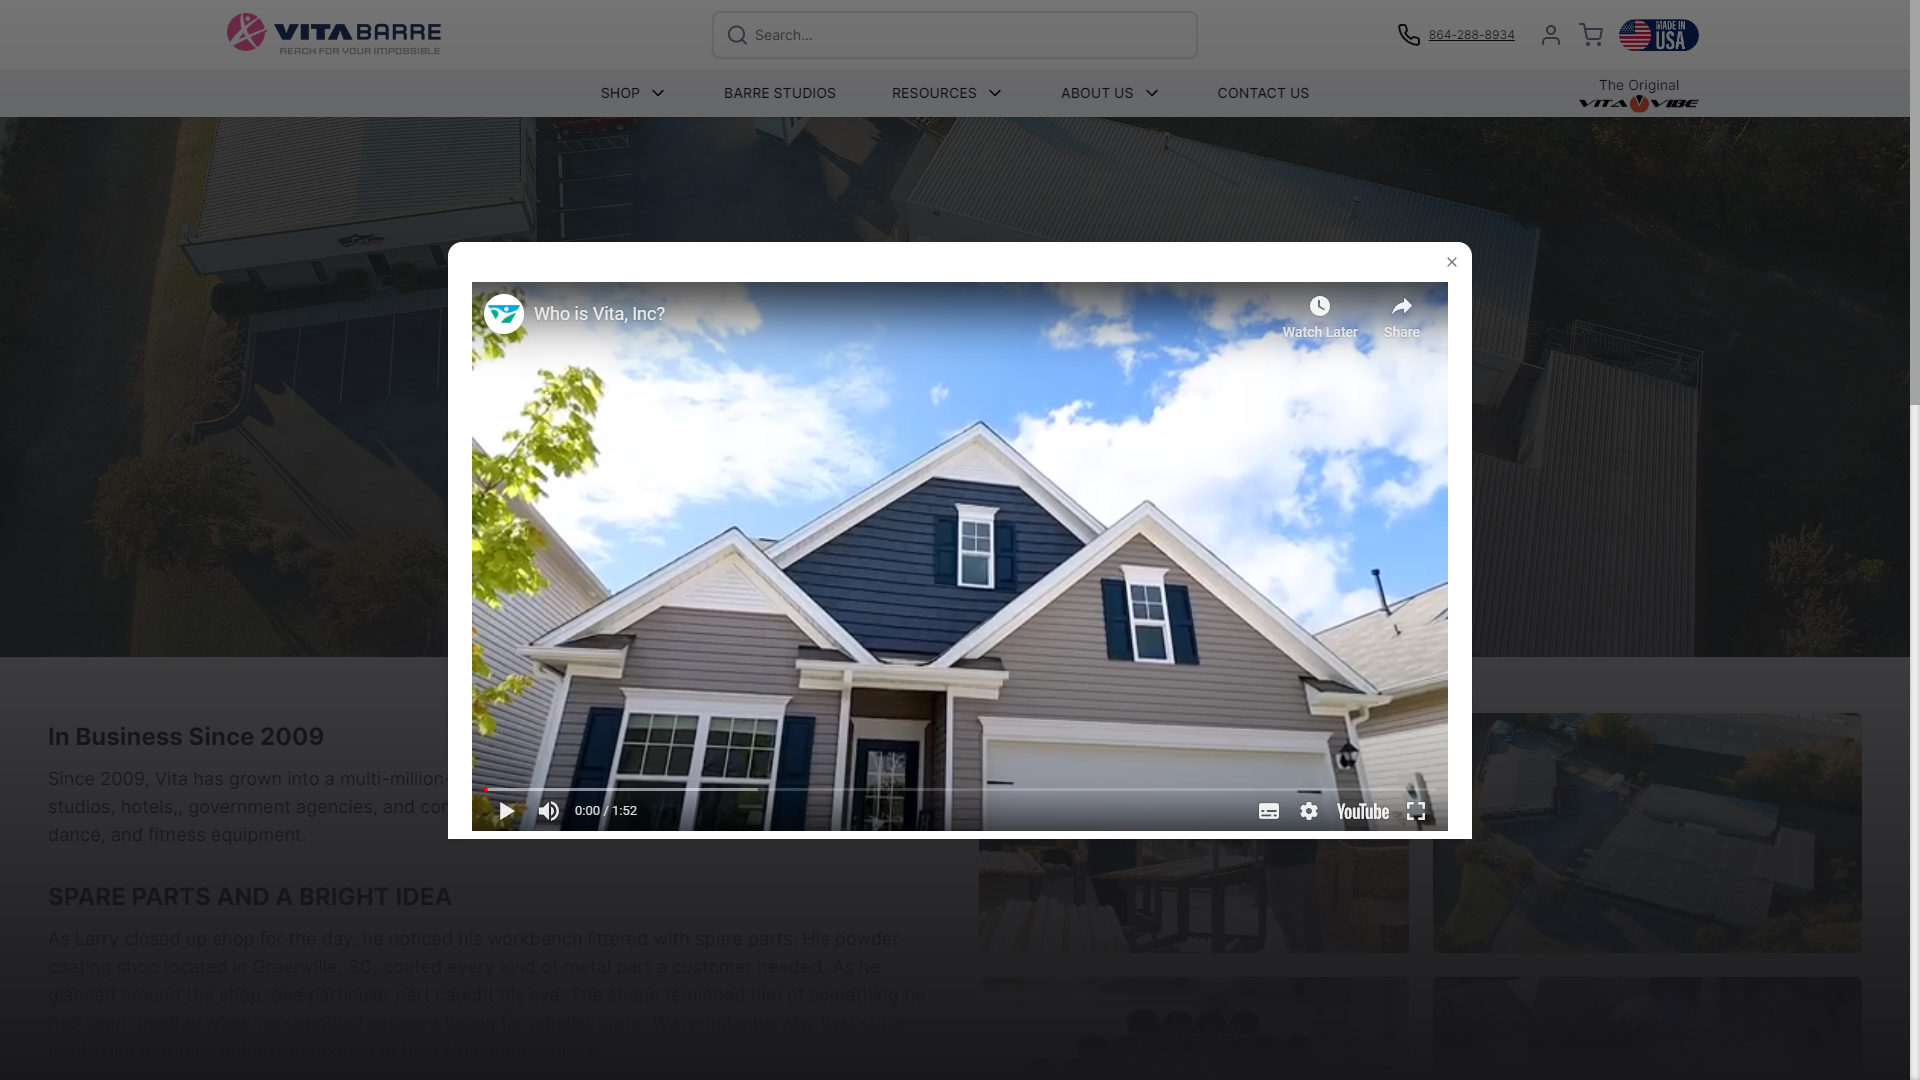 VITA BARRE
REACH FOR YOUR IMPOSSIBLE
Search...
864-288-8934
MADE IN
USA
SHOP
BARRE STUDIOS
RESOURCES
ABOUT US
CONTACT US
The Original
VITA VIBE
Who is Vita, Inc?
Watch Later
Share
0:00 / 1:52
YouTube
In Business Since 2009
Since 2009, Vita has grown into a multi-million-
studios, hotels,, government agencies, and
dance, and fitness equipment.
SPARE PARTS AND A BRIGHT IDEA
As Larry closed up shop for the day, he noticed his workbench littered with spare parts. His powder
coating shop located in Greenville, SC, coated every kind of metal part a customer needed. As he
glanced around the shop, one particular part caught his eye. The shape reminded him of something he
had seen on eBay when he stumbled across a listing for a ballet barre. We're not sure why that stuck